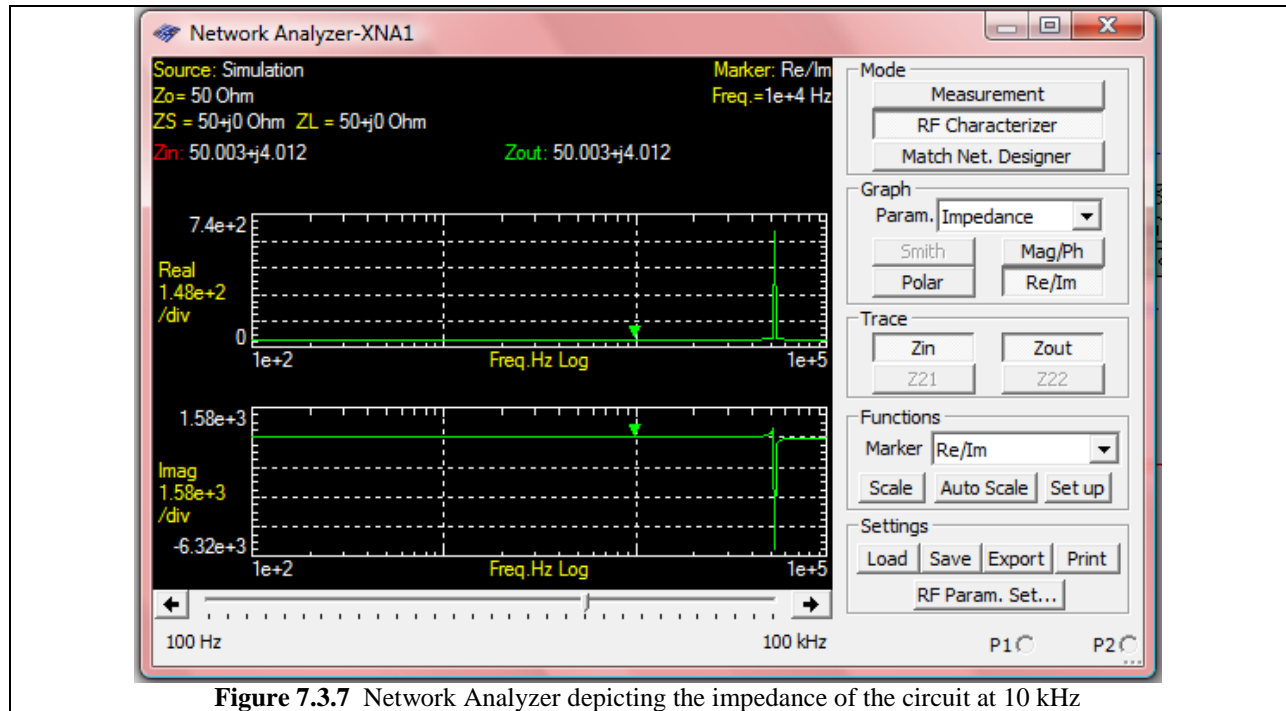 Network Analyzer-XNA1
Source: Simulation Marker: Re/Im
Zo= 50 Ohm Freq.=1e+4 Hz
ZS = 50+j0 Ohm ZL = 50+j0 Ohm
Zin: 50.003+j4.012 Zout: 50.003+j4.012
7.4e+2
Real
1.48e+2
/div
0
1e+2 Freq.Hz Log 1e+5
1.58e+3
Imag
1.58e+3
/div
-6.32e+3
1e+2 Freq.Hz Log 1e+5
100 Hz 100 kHz
Mode
Measurement
RF Characterizer
Match Net. Designer
Graph
Param. Impedance
Smith Mag/Ph
Polar Re/Im
Trace
Zin Zout
Z21 Z22
Functions
Marker Re/Im
Scale Auto Scale Set up
Settings
Load Save Export Print
RF Param. Set...
P1 P2
Figure 7.3.7 Network Analyzer depicting the impedance of the circuit at 10 kHz